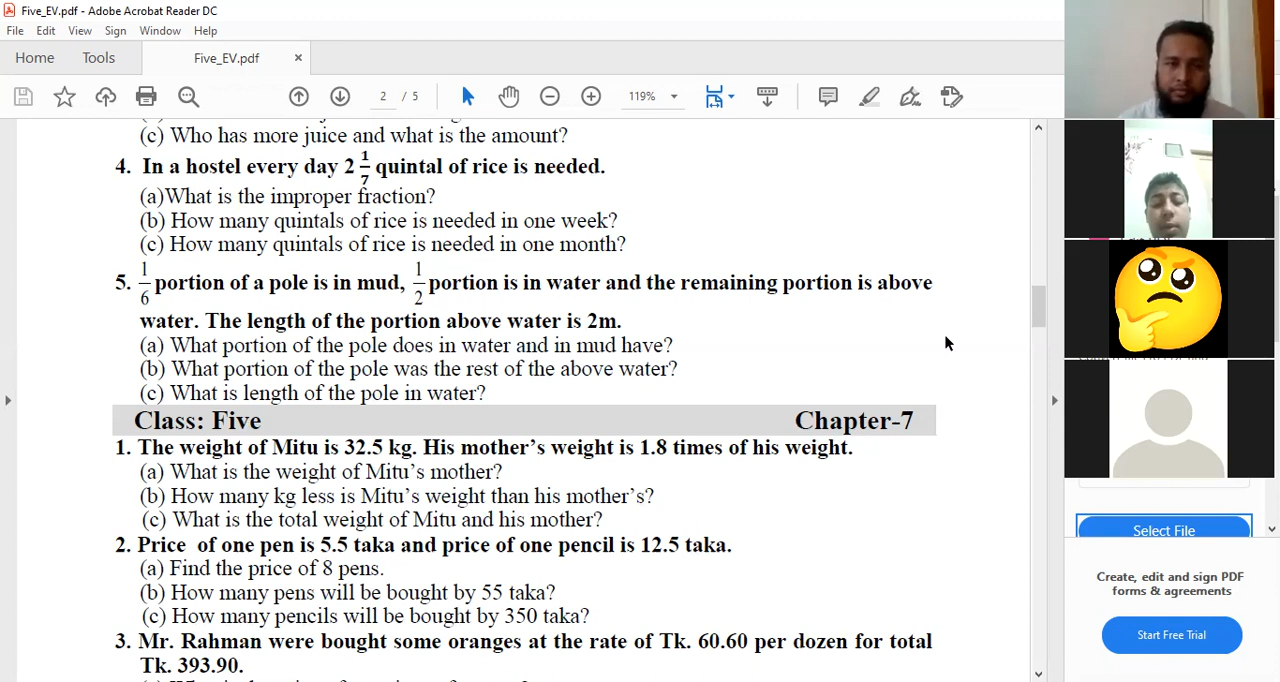 Five_EV.pdf - Adobe Acrobat Reader DC
File Edit View Sign Window Help
Home Tools Five_EV.pdf ×
2 / 5 119%
(c) Who has more juice and what is the amount?
4. In a hostel every day 2 1/7 quintal of rice is needed.
(a)What is the improper fraction?
(b) How many quintals of rice is needed in one week?
(c) How many quintals of rice is needed in one month?
5. 1/6 portion of a pole is in mud, 1/2 portion is in water and the remaining portion is above
water. The length of the portion above water is 2m.
(a) What portion of the pole does in water and in mud have?
(b) What portion of the pole was the rest of the above water?
(c) What is length of the pole in water?
Class: Five Chapter-7
1. The weight of Mitu is 32.5 kg. His mother’s weight is 1.8 times of his weight.
(a) What is the weight of Mitu’s mother?
(b) How many kg less is Mitu’s weight than his mother’s?
(c) What is the total weight of Mitu and his mother?
2. Price of one pen is 5.5 taka and price of one pencil is 12.5 taka.
(a) Find the price of 8 pens.
(b) How many pens will be bought by 55 taka?
(c) How many pencils will be bought by 350 taka?
3. Mr. Rahman were bought some oranges at the rate of Tk. 60.60 per dozen for total
Tk. 393.90.
Select File
Create, edit and sign PDF
forms & agreements
Start Free Trial